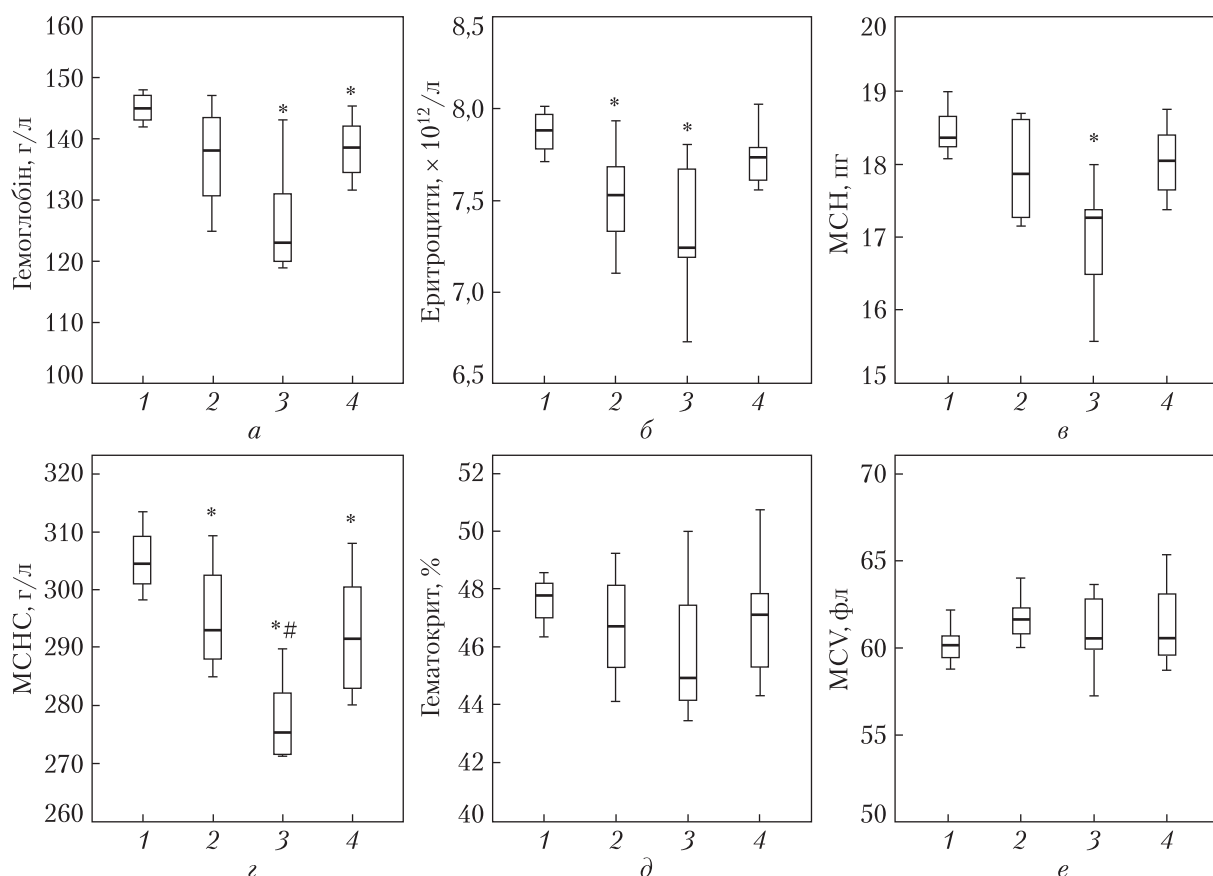 Гемоглобін, г/л
160
150
140
130
120
110
100
*
*
1 2 3 4
а
Еритроцити, × 10¹²/л
8,5
8,0
7,5
7,0
6,5
*
*
1 2 3 4
б
МСН, пг
20
19
18
17
16
15
*
1 2 3 4
в
МСНС, г/л
320
310
300
290
280
270
260
*
*#
*
1 2 3 4
г
Гематокрит, %
52
50
48
46
44
42
40
1 2 3 4
д
MCV, фл
70
65
60
55
50
1 2 3 4
е